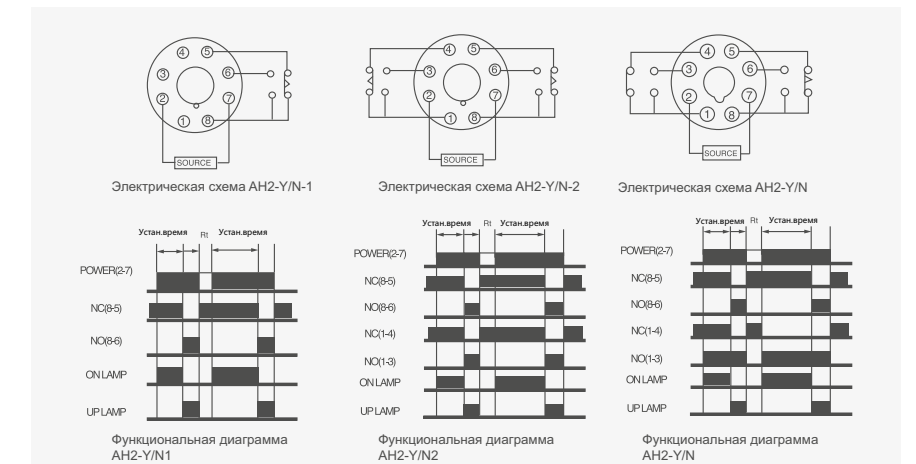 4 5
3 6
2 7
1 8
SOURCE
Электрическая схема AH2-Y/N-1
4 5
3 6
2 7
1 8
SOURCE
Электрическая схема AH2-Y/N-2
4 5
3 6
2 7
1 8
SOURCE
Электрическая схема AH2-Y/N
Устан.время Rt Устан.время
POWER(2-7)
NC(8-5)
NO(8-6)
ON LAMP
UP LAMP
Функциональная диаграмма
AH2-Y/N1
Устан.время Rt Устан.время
POWER(2-7)
NC(8-5)
NO(8-6)
NC(1-4)
NO(1-3)
ON LAMP
UP LAMP
Функциональная диаграмма
AH2-Y/N2
Устан.время Rt Устан.время
POWER(2-7)
NC(8-5)
NO(8-6)
NC(1-4)
NO(1-3)
ON LAMP
UP LAMP
Функциональная диаграмма
AH2-Y/N